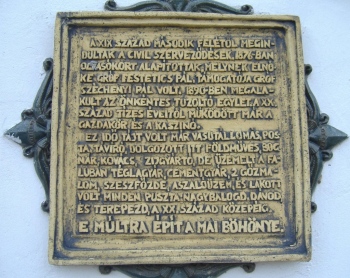 A XIX. SZÁZAD MÁSODIK FELÉTŐL MEGIN-
DULTAK A CIVIL SZERVEZŐDÉSEK. 1876-BAN
OLVASÓKÖRT ALAPÍTOTTAK, MELYNEK ELNÖ-
KE GRÓF FESTETICS PÁL, TÁMOGATÓJA GRÓF
SZÉCHENYI PÁL VOLT. 1890-BEN MEGALA-
KULT AZ ÖNKÉNTES TŰZOLTÓ EGYLET. A XX.
SZÁZAD TÍZES ÉVEITŐL MŰKÖDÖTT MÁR A
GAZDAKÖR ÉS A KASZINÓ.
EZ IDŐ TÁJT VOLT MÁR VASÚTÁLLOMÁS, POS-
TA, TÁVÍRÓ, DOLGOZOTT ITT FÖLDMŰVES, BOG-
NÁR, KOVÁCS, SZÍJGYÁRTÓ, DE ÜZEMELT A FA-
LUBAN TÉGLAGYÁR, CEMENTGYÁR, 2 GŐZMA-
LOM, SZESZFŐZDE, ASZALÓÜZEM, ÉS LAKOTT
VOLT MINDEN PUSZTA, NAGYBALOGD, DÁVOD
ÉS TEREPEZD, A XX. SZÁZAD KÖZEPÉIG.
E MÚLTRA ÉPÍT A MAI BÖHÖNYE.